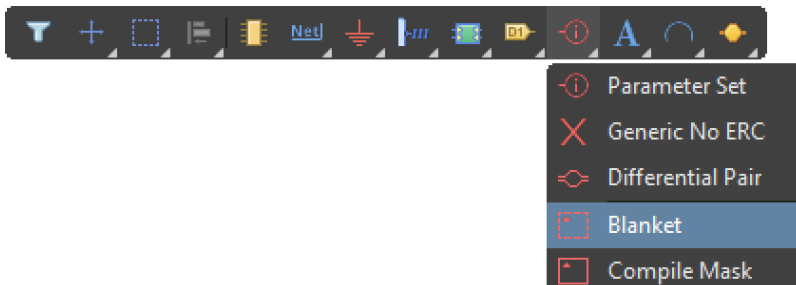 Net D1 A
Parameter Set
Generic No ERC
Differential Pair
Blanket
Compile Mask